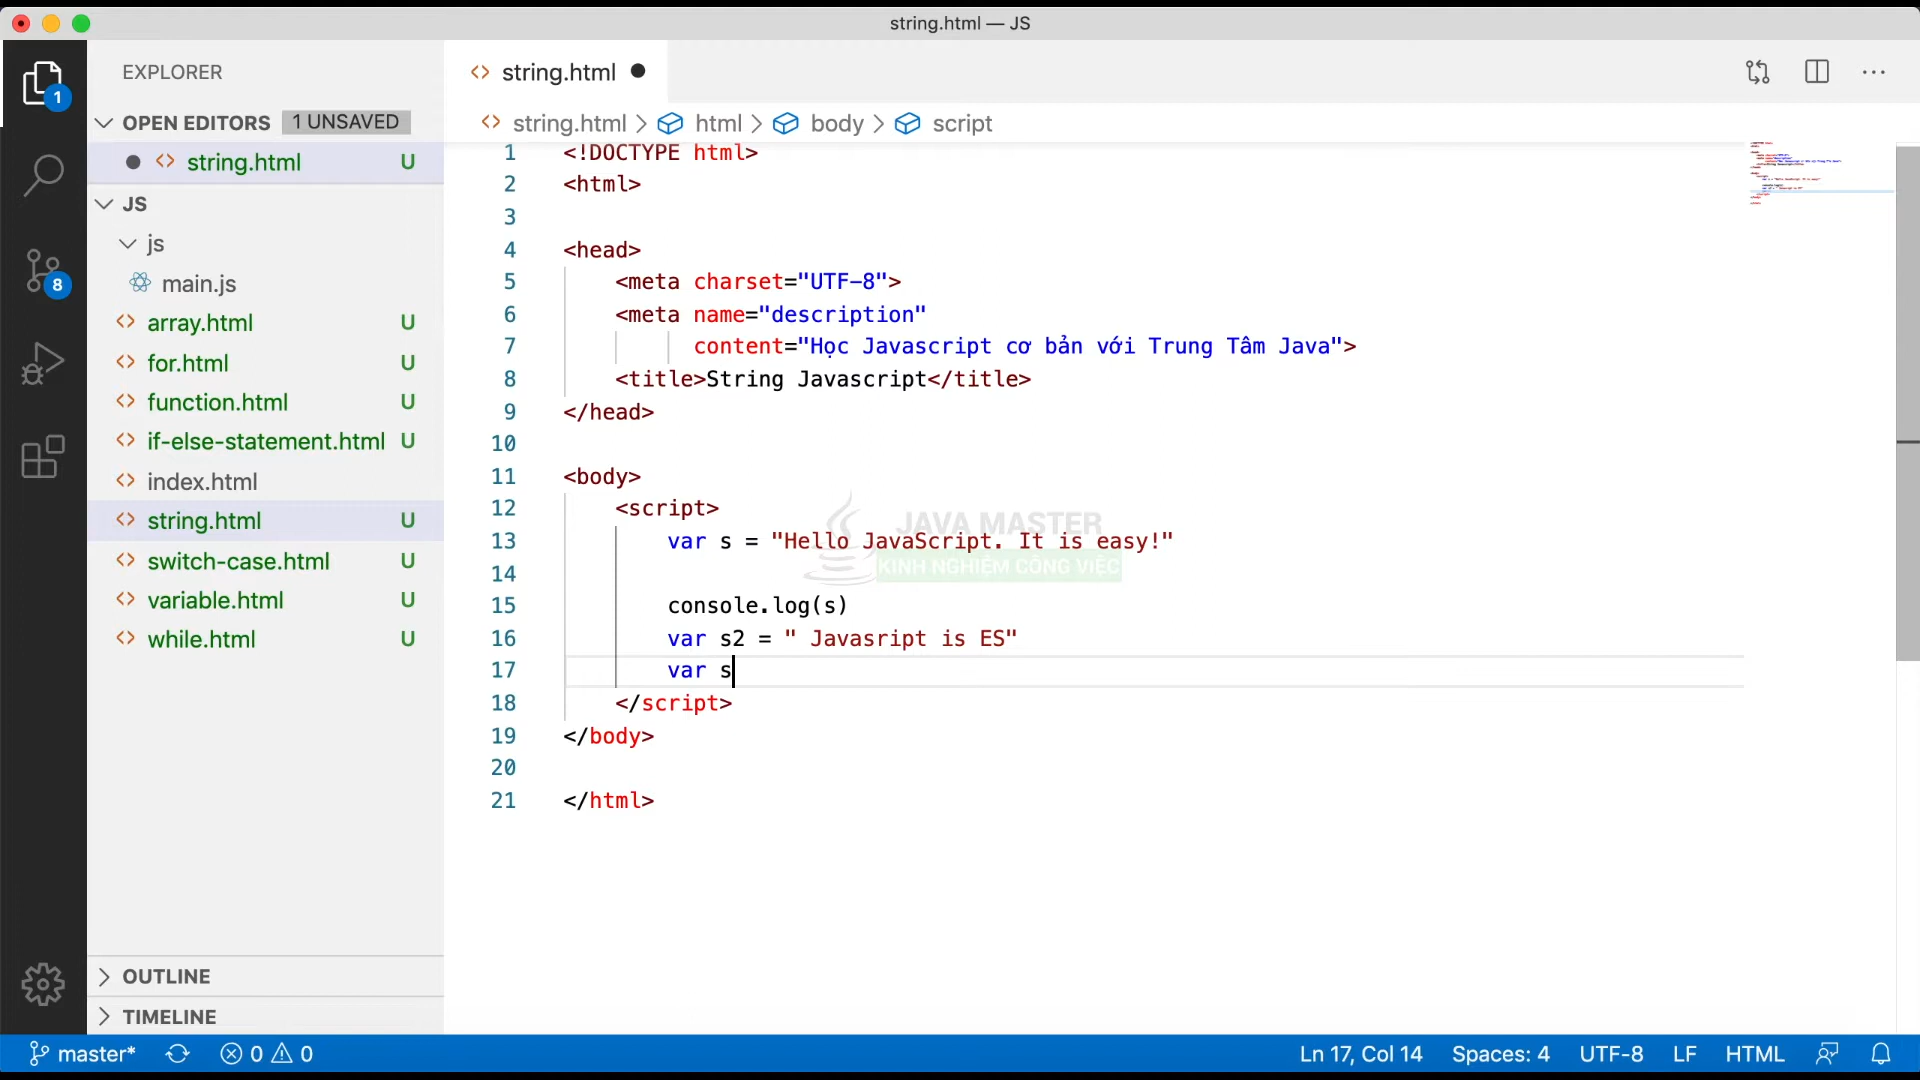 string.html — JS
EXPLORER
OPEN EDITORS 1 UNSAVED
string.html U
JS
js
main.js
array.html U
for.html U
function.html U
if-else-statement.html U
index.html
string.html U
switch-case.html U
variable.html U
while.html U
OUTLINE
TIMELINE
1
8
string.html
string.html > html > body > script
1 <!DOCTYPE html>
2 <html>
3
4 <head>
5 <meta charset="UTF-8">
6 <meta name="description"
7 content="Học Javascript cơ bản với Trung Tâm Java">
8 <title>String Javascript</title>
9 </head>
10
11 <body>
12 <script>
13 var s = "Hello JavaScript. It is easy!"
14
15 console.log(s)
16 var s2 = " Javasript is ES"
17 var s
18 </script>
19 </body>
20
21 </html>
JAVA MASTER
KINH NGHIỆM CÔNG VIỆC
master* 0 0 Ln 17, Col 14 Spaces: 4 UTF-8 LF HTML